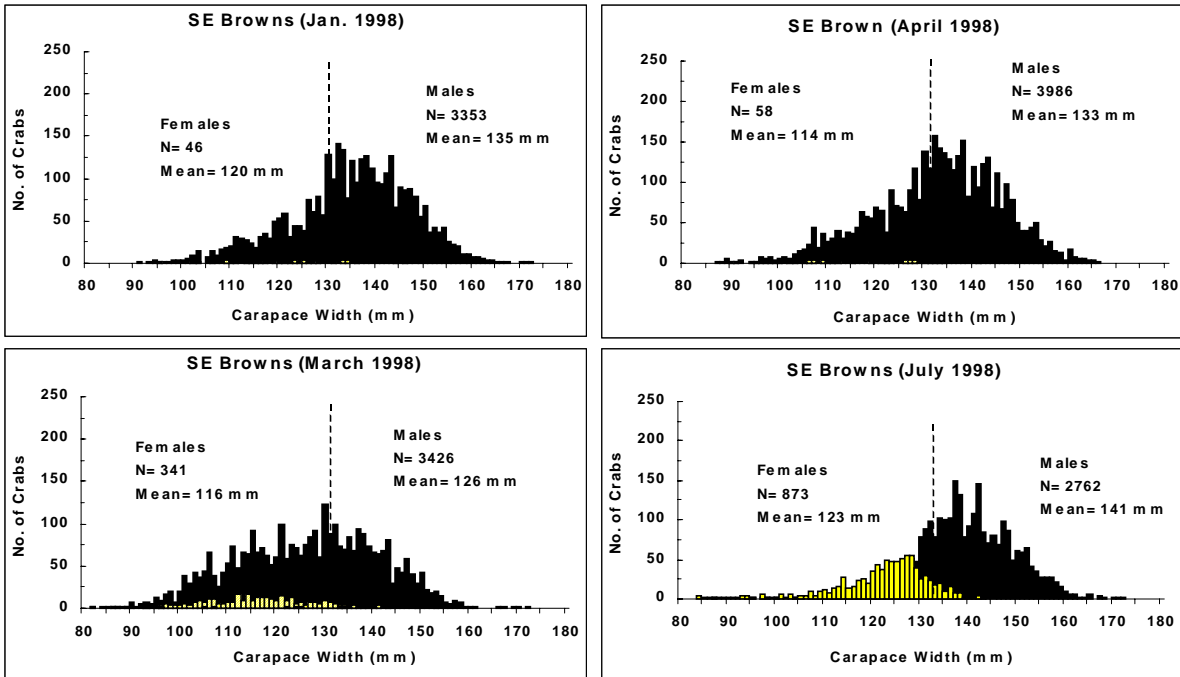 SE Browns (Jan. 1998)
No. of Crabs
250
200
150
100
50
0
Females
N= 46
Mean= 120 mm
Males
N= 3353
Mean= 135 mm
80 90 100 110 120 130 140 150 160 170 180
Carapace Width (mm)
SE Brown (April 1998)
No. of Crabs
250
200
150
100
50
0
Females
N= 58
Mean= 114 mm
Males
N= 3986
Mean= 133 mm
80 90 100 110 120 130 140 150 160 170 180
Carapace Width (mm)
SE Browns (March 1998)
No. of Crabs
250
200
150
100
50
0
Females
N= 341
Mean= 116 mm
Males
N= 3426
Mean= 126 mm
80 90 100 110 120 130 140 150 160 170 180
Carapace Width (mm)
SE Browns (July 1998)
No. of Crabs
250
200
150
100
50
0
Females
N= 873
Mean= 123 mm
Males
N= 2762
Mean= 141 mm
80 90 100 110 120 130 140 150 160 170 180
Carapace Width (mm)